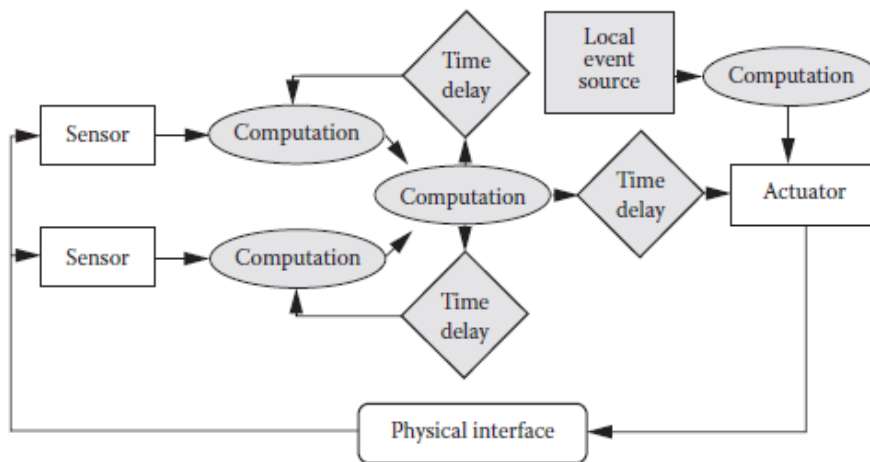 Time
delay
Local
event
source
Computation
Sensor
Computation
Computation
Time
delay
Actuator
Sensor
Computation
Time
delay
Physical interface